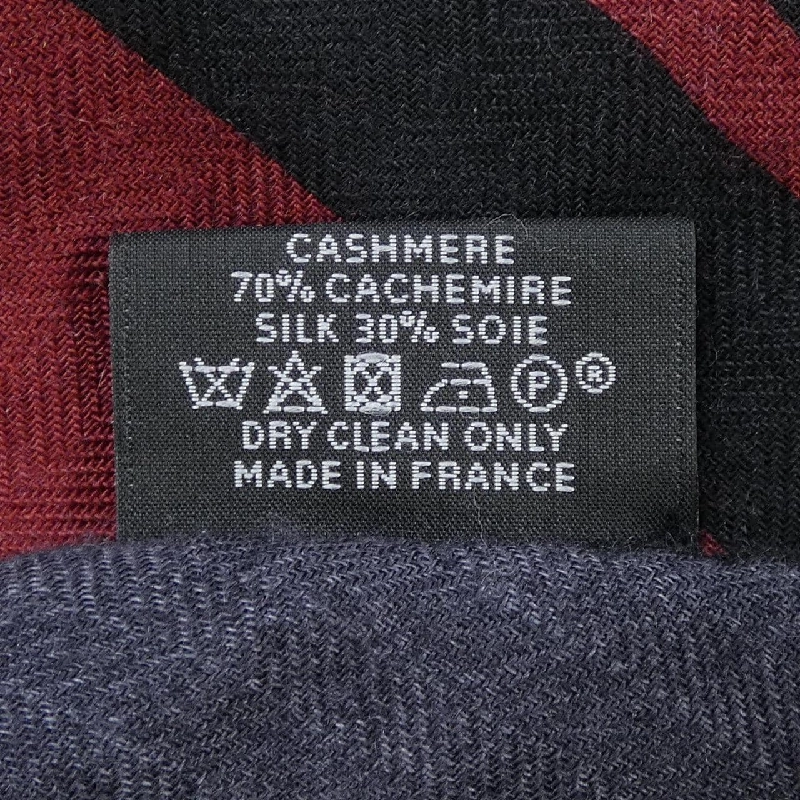 CASHMERE
70% CACHEMIRE
SILK 30% SOIE
P ®
DRY CLEAN ONLY
MADE IN FRANCE